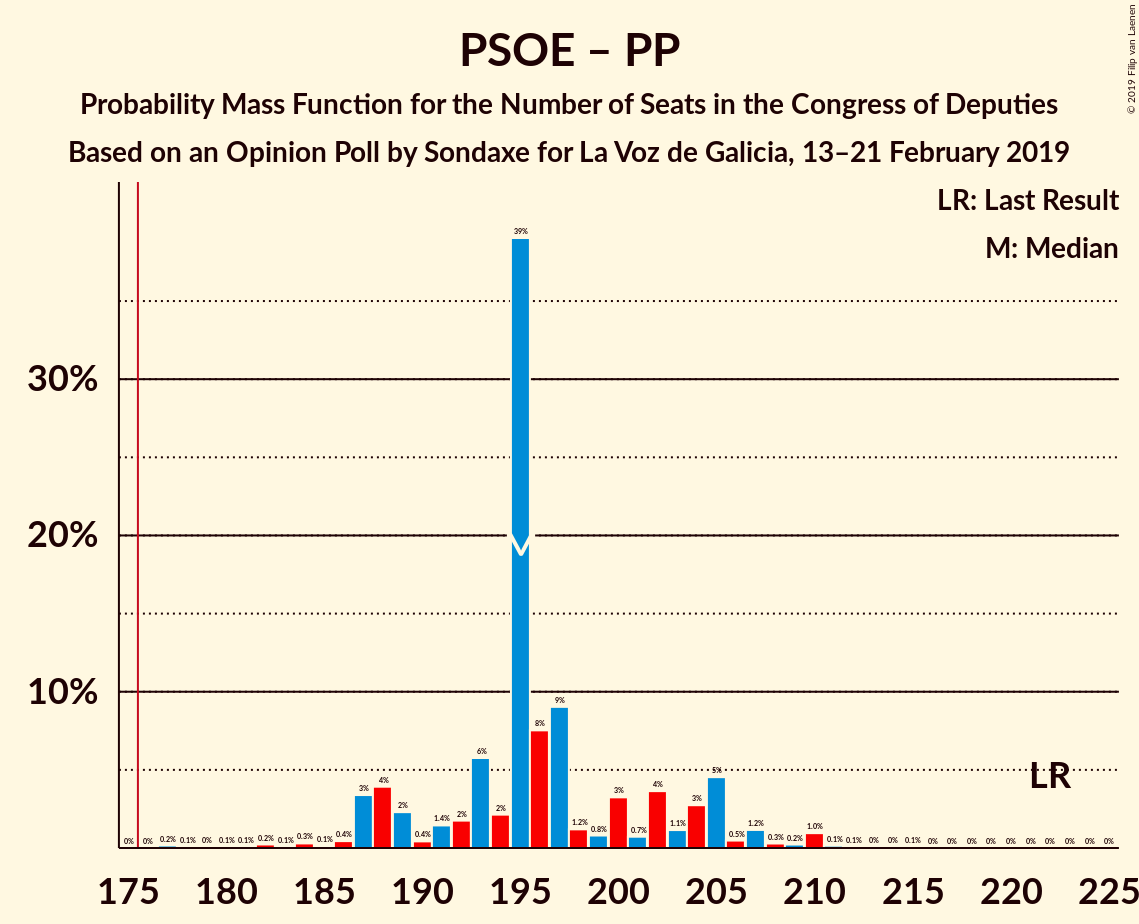 PSOE – PP
Probability Mass Function for the Number of Seats in the Congress of Deputies
Based on an Opinion Poll by Sondaxe for La Voz de Galicia, 13–21 February 2019
© 2019 Filip van Laenen
LR: Last Result
M: Median
30%
20%
10%
0% 0% 0.2% 0.1% 0% 0.1% 0.1% 0.2% 0.1% 0.3% 0.1% 0.4% 3% 4% 2% 0.4% 1.4% 2% 6% 2% 39% 8% 9% 1.2% 0.8% 3% 0.7% 4% 1.1% 3% 5% 0.5% 1.2% 0.3% 0.2% 1.0% 0.1% 0.1% 0% 0% 0.1% 0% 0% 0% 0% 0% 0% 0% 0% 0% 0%
LR
175 180 185 190 195 200 205 210 215 220 225